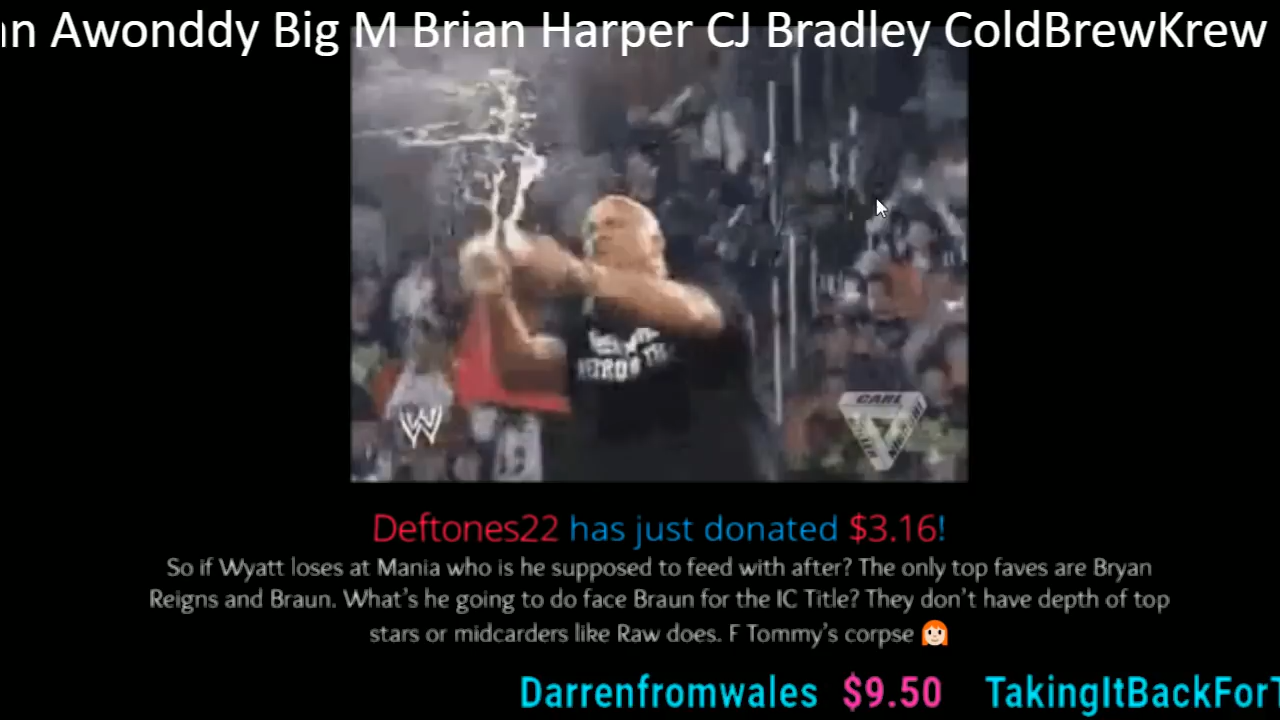 an Awonddy Big M Brian Harper CJ Bradley ColdBrewKrew
CARL
Deftones22 has just donated $3.16!
So if Wyatt loses at Mania who is he supposed to feed with after? The only top faves are Bryan
Reigns and Braun. What's he going to do face Braun for the IC Title? They don't have depth of top
stars or midcarders like Raw does. F Tommy's corpse 👩🏻‍🦰
Darrenfromwales $9.50 TakingItBackForT